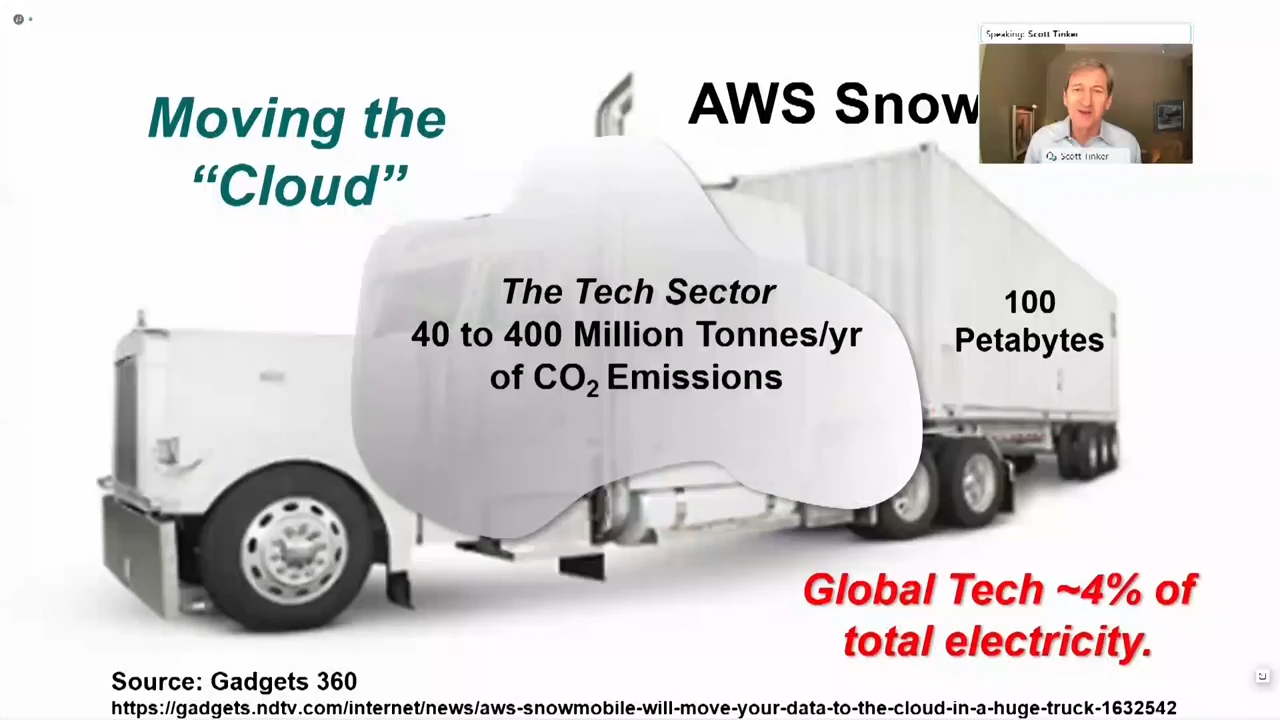 Speaking: Scott Tinker
Scott Tinker
Moving the
“Cloud”
AWS Snow
The Tech Sector
40 to 400 Million Tonnes/yr
of CO₂ Emissions
100
Petabytes
Global Tech ~4% of
total electricity.
Source: Gadgets 360
https://gadgets.ndtv.com/internet/news/aws-snowmobile-will-move-your-data-to-the-cloud-in-a-huge-truck-1632542